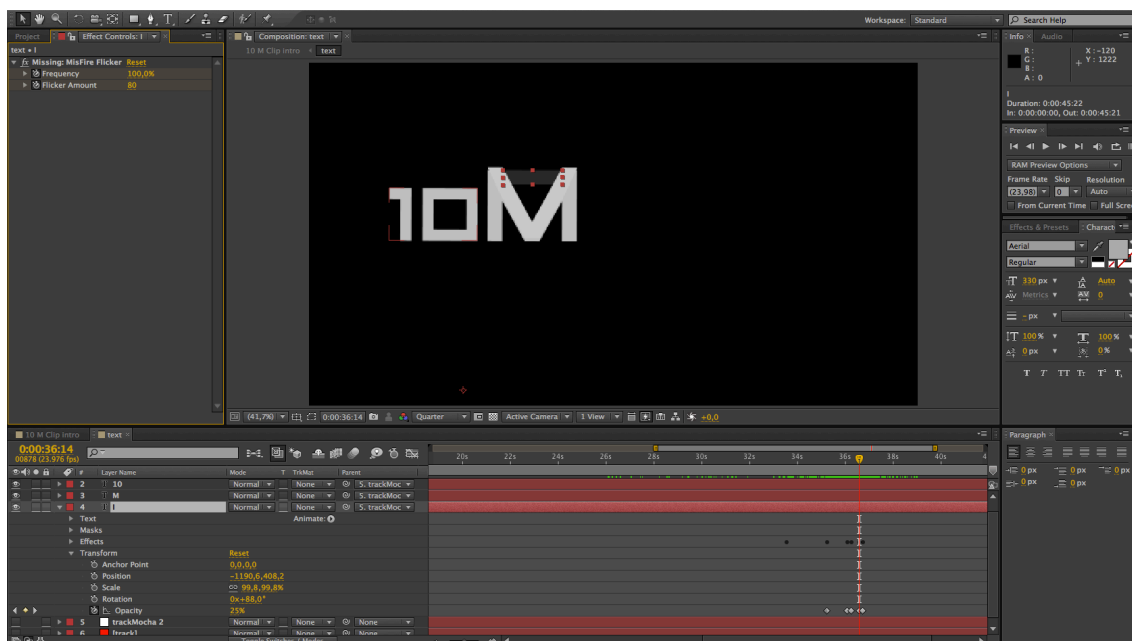 Workspace: Standard
Search Help
Project
Effect Controls: I
Composition: text
Info
Audio
text • I
10 M Clip Intro
text
fx Missing: MisFire Flicker Reset
Frequency 100,0%
Flicker Amount 80
R :
G :
B :
A : 0
X : -120
Y : 1222
I
Duration: 0:00:45:22
In: 0:00:00:00, Out: 0:00:45:21
Preview
RAM Preview Options
Frame Rate Skip Resolution
(23,98) 0 Auto
From Current Time Full Scre
Effects & Presets Charact
Aerial
Regular
330 px Auto
Metrics 0
- px
100 % 100 %
0 px 0 %
T T TT Tt T' T,
10M
(41,7%) 0:00:36:14 Quarter Active Camera 1 View +0,0
10 M Clip Intro
text
Paragraph
0:00:36:14
00878 (23.976 fps)
20s 22s 24s 26s 28s 30s 32s 34s 36s 38s 40s 4
# Layer Name Mode T TrkMat Parent
2 T 10 Normal None 5. trackMoc
3 T M Normal None 5. trackMoc
4 T I Normal None 5. trackMoc
Text Animate:
Masks
Effects
Transform Reset
Anchor Point 0,0,0,0
Position -1190,6,408,2
Scale 99,8,99,8%
Rotation 0x+88,0°
Opacity 25%
5 trackMocha 2 Normal None None
6 [track] Normal None None
Toggle Switches / Modes
0 px 0 px 0 px
0 px 0 px